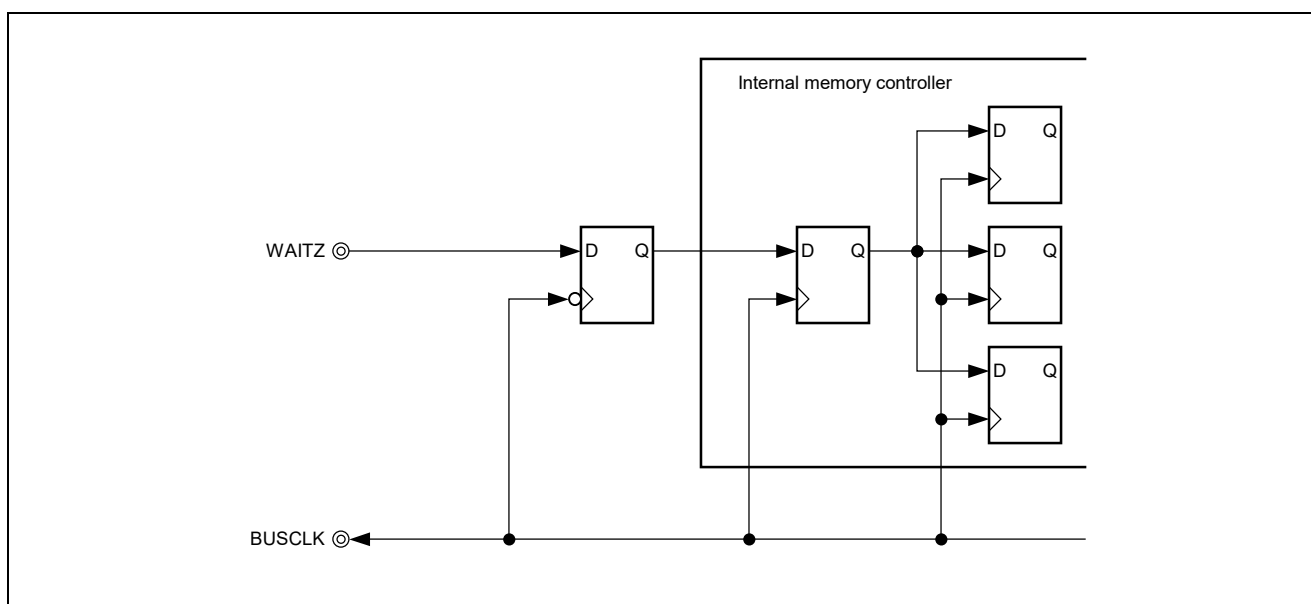 Internal memory controller
D Q
WAITZ
D Q
D Q
D Q
D Q
BUSCLK